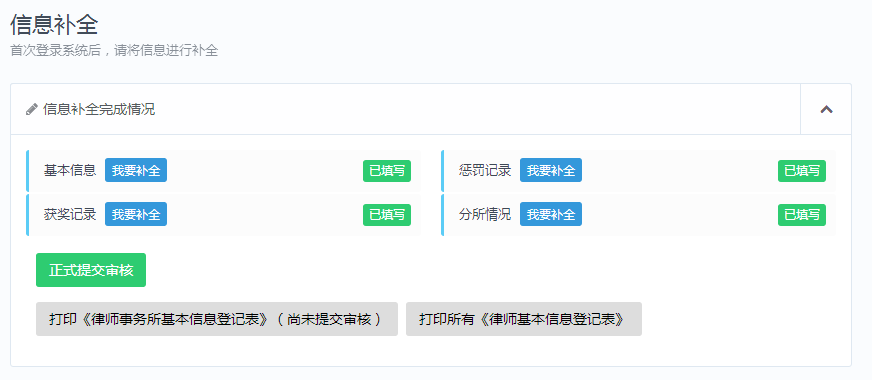 信息补全
首次登录系统后，请将信息进行补全
信息补全完成情况
基本信息 我要补全 已填写 惩罚记录 我要补全 已填写
获奖记录 我要补全 已填写 分所情况 我要补全 已填写
正式提交审核
打印《律师事务所基本信息登记表》（尚未提交审核） 打印所有《律师基本信息登记表》